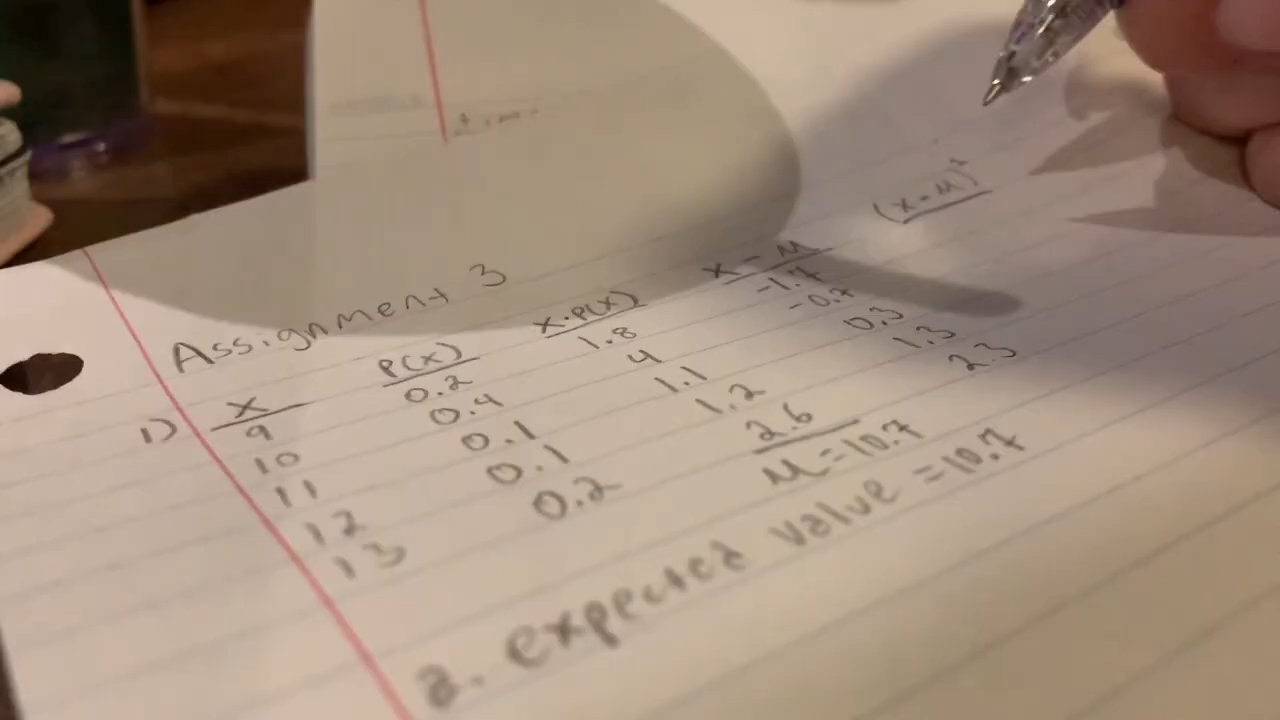 Assignment 3
1) X P(X) X·P(X) X - M (X - M)²
9 0.2 1.8 -1.7
10 0.4 4 -0.7
11 0.1 1.1 0.3
12 0.1 1.2 1.3
13 0.2 2.6 2.3
M = 10.7
a. expected value = 10.7